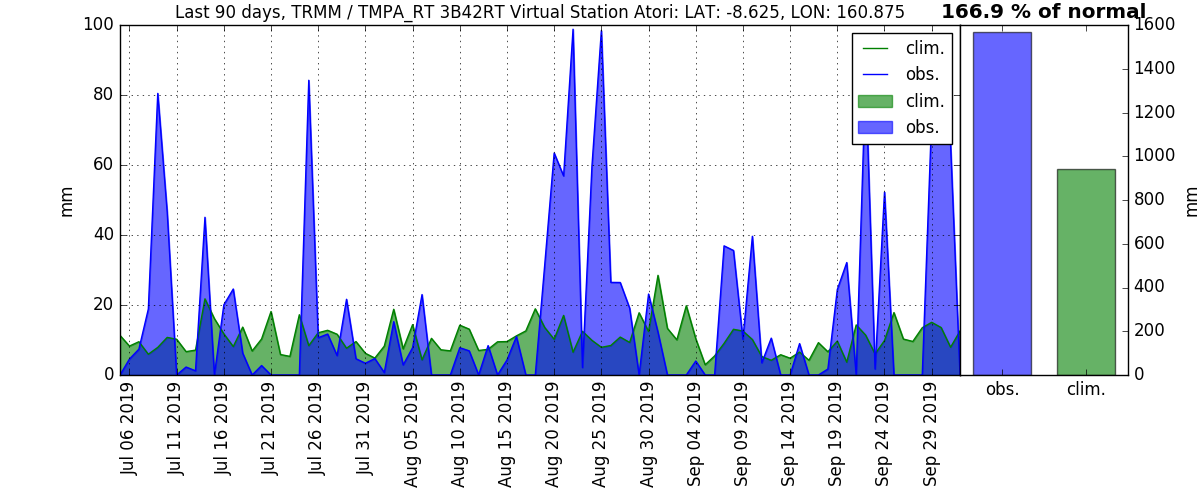 Last 90 days, TRMM / TMPA_RT 3B42RT Virtual Station Atori: LAT: -8.625, LON: 160.875
166.9 % of normal
100
80
60
40
20
0
mm
clim.
obs.
clim.
obs.
1600
1400
1200
1000
800
600
400
200
0
mm
obs.
clim.
Jul 06 2019
Jul 11 2019
Jul 16 2019
Jul 21 2019
Jul 26 2019
Jul 31 2019
Aug 05 2019
Aug 10 2019
Aug 15 2019
Aug 20 2019
Aug 25 2019
Aug 30 2019
Sep 04 2019
Sep 09 2019
Sep 14 2019
Sep 19 2019
Sep 24 2019
Sep 29 2019